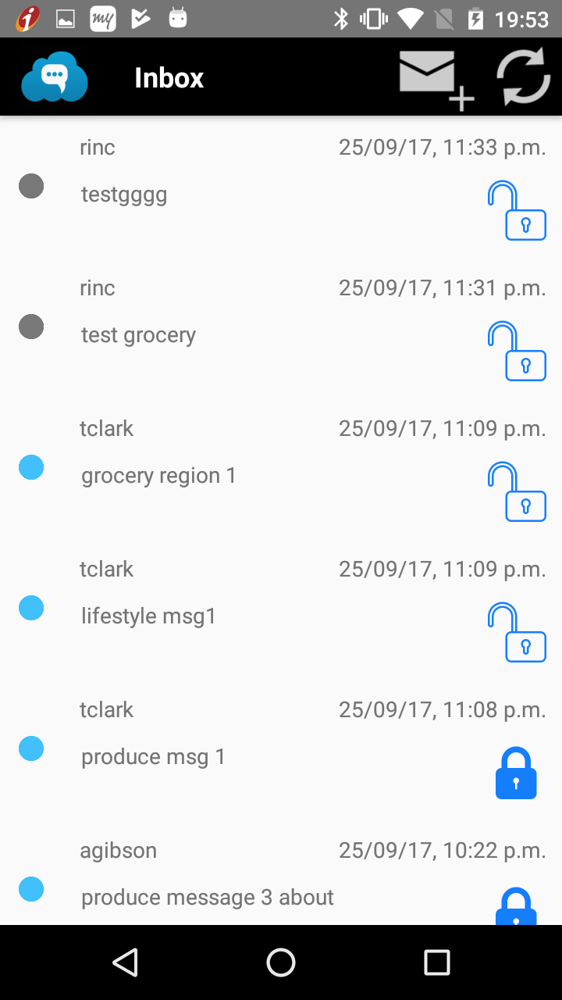 my 19:53
Inbox
rinc 25/09/17, 11:33 p.m.
testgggg
rinc 25/09/17, 11:31 p.m.
test grocery
tclark 25/09/17, 11:09 p.m.
grocery region 1
tclark 25/09/17, 11:09 p.m.
lifestyle msg1
tclark 25/09/17, 11:08 p.m.
produce msg 1
agibson 25/09/17, 10:22 p.m.
produce message 3 about